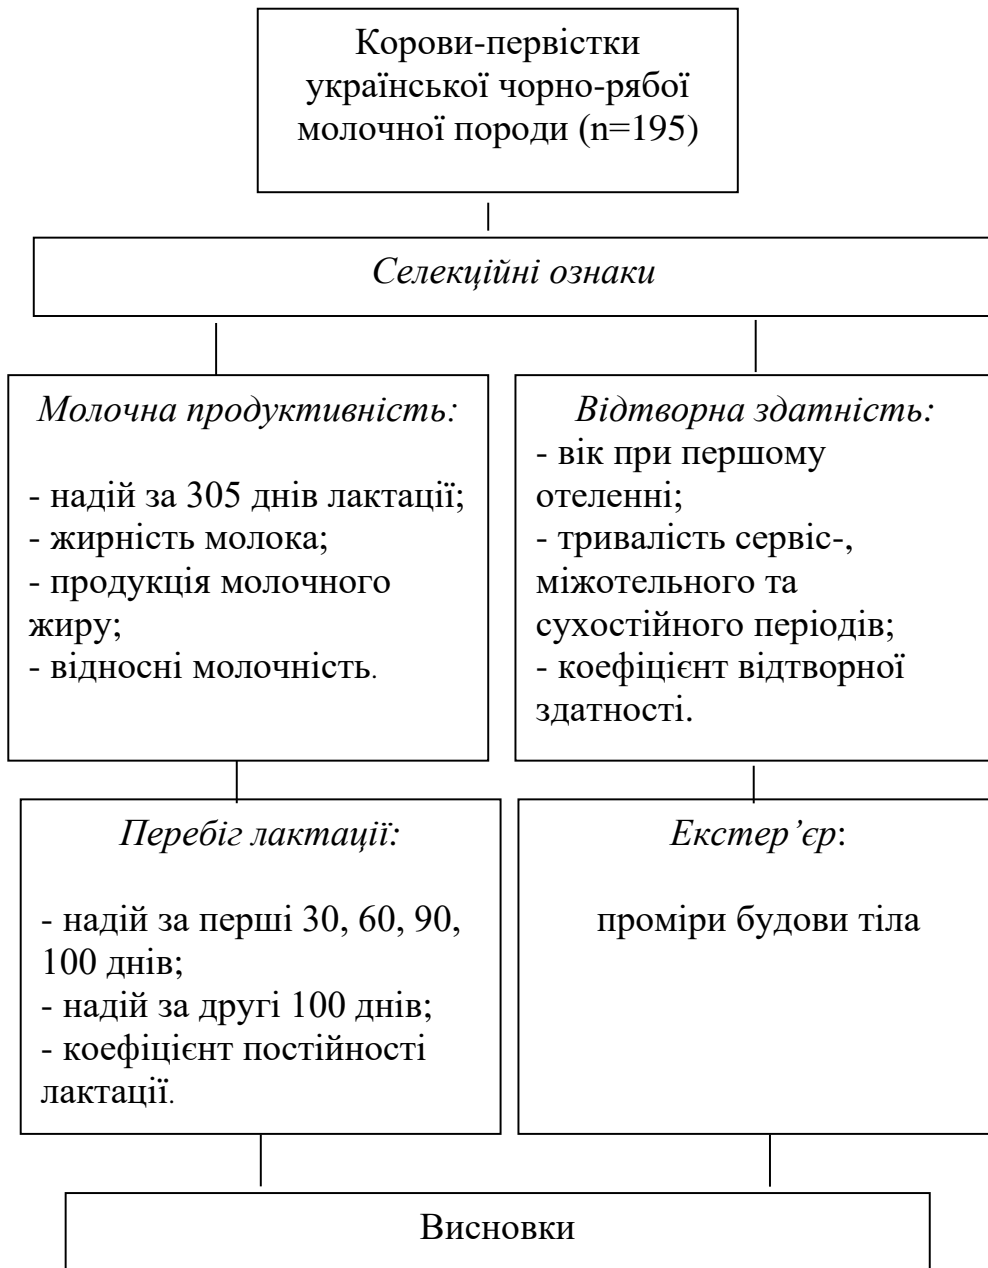 Корови-первістки
української чорно-рябої
молочної породи (n=195)
Селекційні ознаки
Молочна продуктивність:
- надій за 305 днів лактації;
- жирність молока;
- продукція молочного
жиру;
- відносні молочність.
Відтворна здатність:
- вік при першому
отеленні;
- тривалість сервіс-,
міжотельного та
сухостійного періодів;
- коефіцієнт відтворної
здатності.
Перебіг лактації:
- надій за перші 30, 60, 90,
100 днів;
- надій за другі 100 днів;
- коефіцієнт постійності
лактації.
Екстер’єр:
проміри будови тіла
Висновки